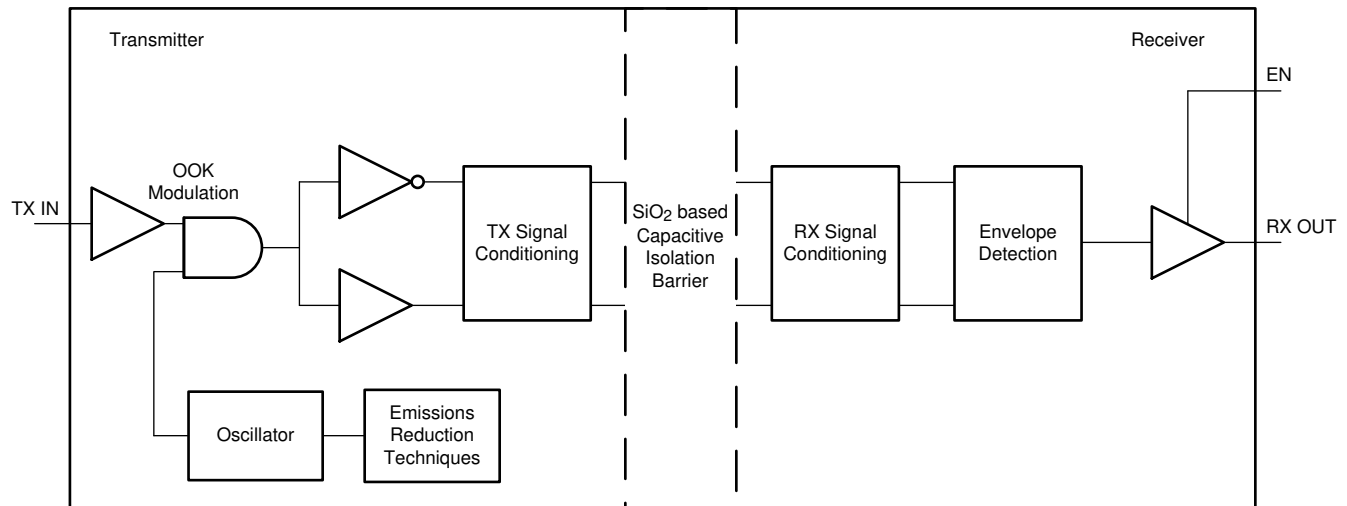 Transmitter
Receiver
EN
OOK
Modulation
TX IN
TX Signal
Conditioning
SiO2 based
Capacitive
Isolation
Barrier
RX Signal
Conditioning
Envelope
Detection
RX OUT
Oscillator
Emissions
Reduction
Techniques